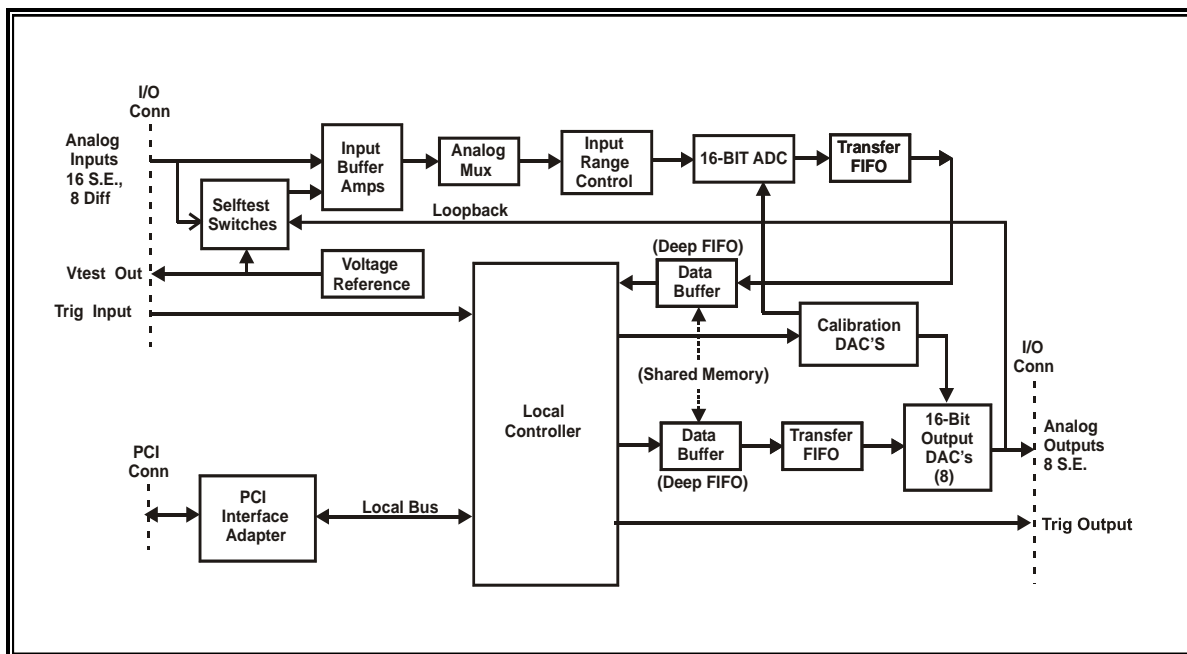 I/O
Conn
Analog
Inputs
16 S.E.,
8 Diff
Input
Buffer
Amps
Analog
Mux
Input
Range
Control
16-BIT ADC
Transfer
FIFO
Selftest
Switches
Loopback
Vtest Out
Voltage
Reference
Trig Input
(Deep FIFO)
Data
Buffer
Calibration
DAC'S
(Shared Memory)
Local
Controller
Data
Buffer
(Deep FIFO)
Transfer
FIFO
16-Bit
Output
DAC's
(8)
I/O
Conn
Analog
Outputs
8 S.E.
PCI
Conn
PCI
Interface
Adapter
Local Bus
Trig Output